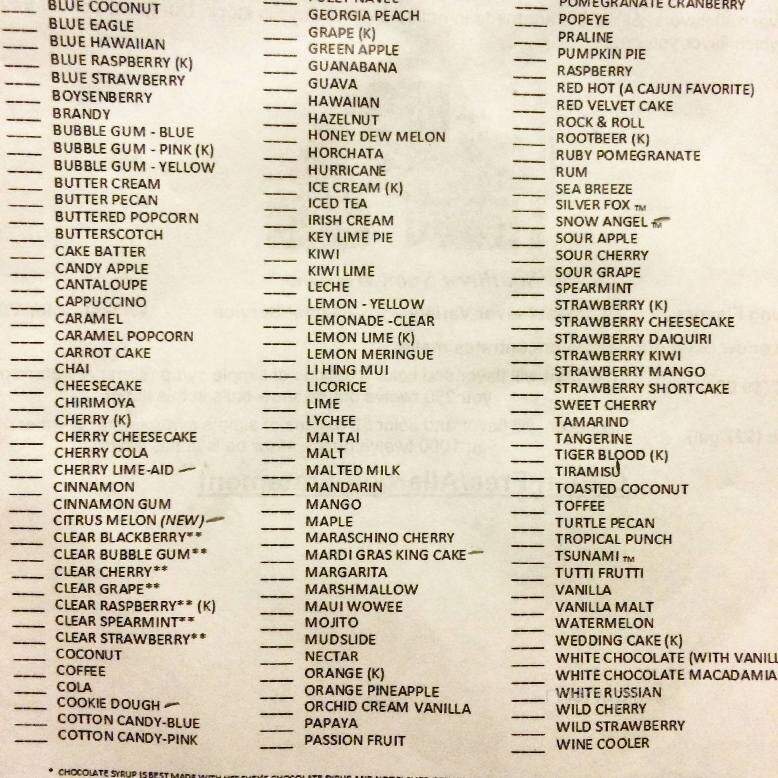 BLUE COCONUT
BLUE EAGLE
BLUE HAWAIIAN
BLUE RASPBERRY (K)
BLUE STRAWBERRY
BOYSENBERRY
BRANDY
BUBBLE GUM - BLUE
BUBBLE GUM - PINK (K)
BUBBLE GUM - YELLOW
BUTTER CREAM
BUTTER PECAN
BUTTERED POPCORN
BUTTERSCOTCH
CAKE BATTER
CANDY APPLE
CANTALOUPE
CAPPUCCINO
CARAMEL
CARAMEL POPCORN
CARROT CAKE
CHAI
CHEESECAKE
CHIRIMOYA
CHERRY (K)
CHERRY CHEESECAKE
CHERRY COLA
CHERRY LIME-AID
CINNAMON
CINNAMON GUM
CITRUS MELON (NEW)
CLEAR BLACKBERRY**
CLEAR BUBBLE GUM**
CLEAR CHERRY**
CLEAR GRAPE**
CLEAR RASPBERRY** (K)
CLEAR SPEARMINT**
CLEAR STRAWBERRY**
COCONUT
COFFEE
COLA
COOKIE DOUGH
COTTON CANDY-BLUE
COTTON CANDY-PINK
GEORGIA PEACH
GRAPE (K)
GREEN APPLE
GUANABANA
GUAVA
HAWAIIAN
HAZELNUT
HONEY DEW MELON
HORCHATA
HURRICANE
ICE CREAM (K)
ICED TEA
IRISH CREAM
KEY LIME PIE
KIWI
KIWI LIME
LECHE
LEMON - YELLOW
LEMONADE -CLEAR
LEMON LIME (K)
LEMON MERINGUE
LI HING MUI
LICORICE
LIME
LYCHEE
MAI TAI
MALT
MALTED MILK
MANDARIN
MANGO
MAPLE
MARASCHINO CHERRY
MARDI GRAS KING CAKE
MARGARITA
MARSHMALLOW
MAUI WOWEE
MOJITO
MUDSLIDE
NECTAR
ORANGE (K)
ORANGE PINEAPPLE
ORCHID CREAM VANILLA
PAPAYA
PASSION FRUIT
POMEGRANATE CRANBERRY
POPEYE
PRALINE
PUMPKIN PIE
RASPBERRY
RED HOT (A CAJUN FAVORITE)
RED VELVET CAKE
ROCK & ROLL
ROOTBEER (K)
RUBY POMEGRANATE
RUM
SEA BREEZE
SILVER FOX TM
SNOW ANGEL TM
SOUR APPLE
SOUR CHERRY
SOUR GRAPE
SPEARMINT
STRAWBERRY (K)
STRAWBERRY CHEESECAKE
STRAWBERRY DAIQUIRI
STRAWBERRY KIWI
STRAWBERRY MANGO
STRAWBERRY SHORTCAKE
SWEET CHERRY
TAMARIND
TANGERINE
TIGER BLOOD (K)
TIRAMISU
TOASTED COCONUT
TOFFEE
TURTLE PECAN
TROPICAL PUNCH
TSUNAMI TM
TUTTI FRUTTI
VANILLA
VANILLA MALT
WATERMELON
WEDDING CAKE (K)
WHITE CHOCOLATE (WITH VANILL
WHITE CHOCOLATE MACADAMIA
WHITE RUSSIAN
WILD CHERRY
WILD STRAWBERRY
WINE COOLER
* CHOCOLATE SYRUP IS BEST MADE WITH